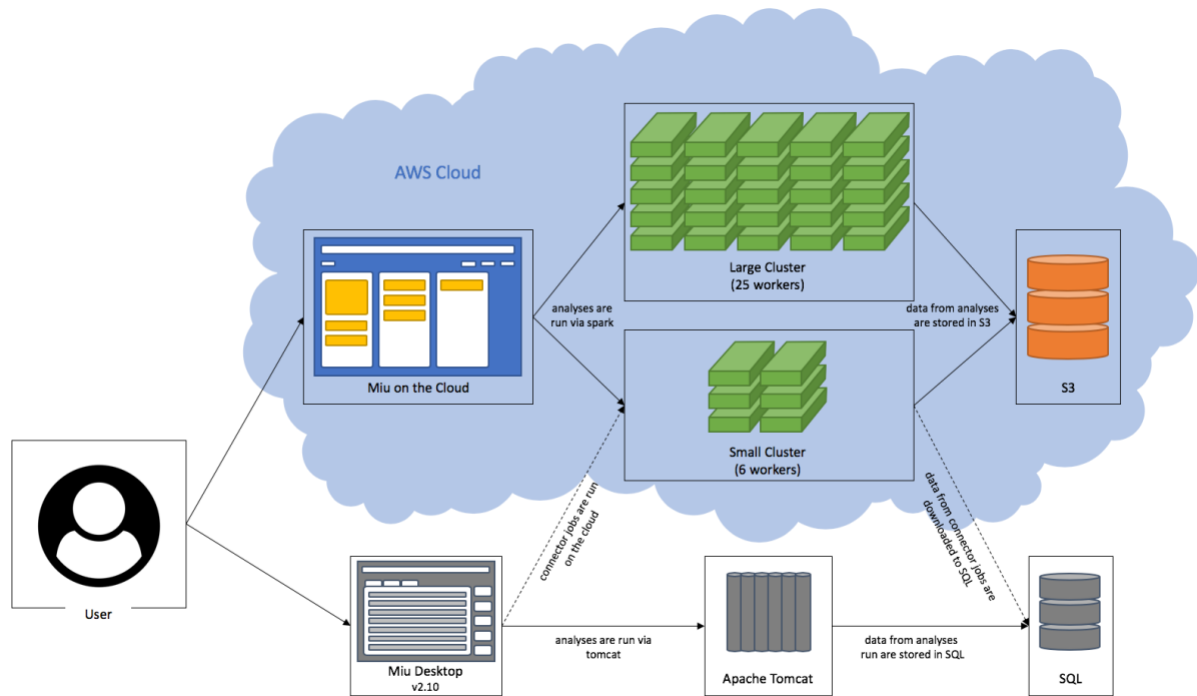 AWS Cloud
Large Cluster
(25 workers)
Miu on the Cloud
analyses are
run via spark
data from analyses
are stored in S3
S3
Small Cluster
(6 workers)
User
connector jobs are run
on the cloud
data from connector jobs are
downloaded to SQL
Miu Desktop
v2.10
analyses are run via
tomcat
Apache Tomcat
data from analyses
run are stored in SQL
SQL